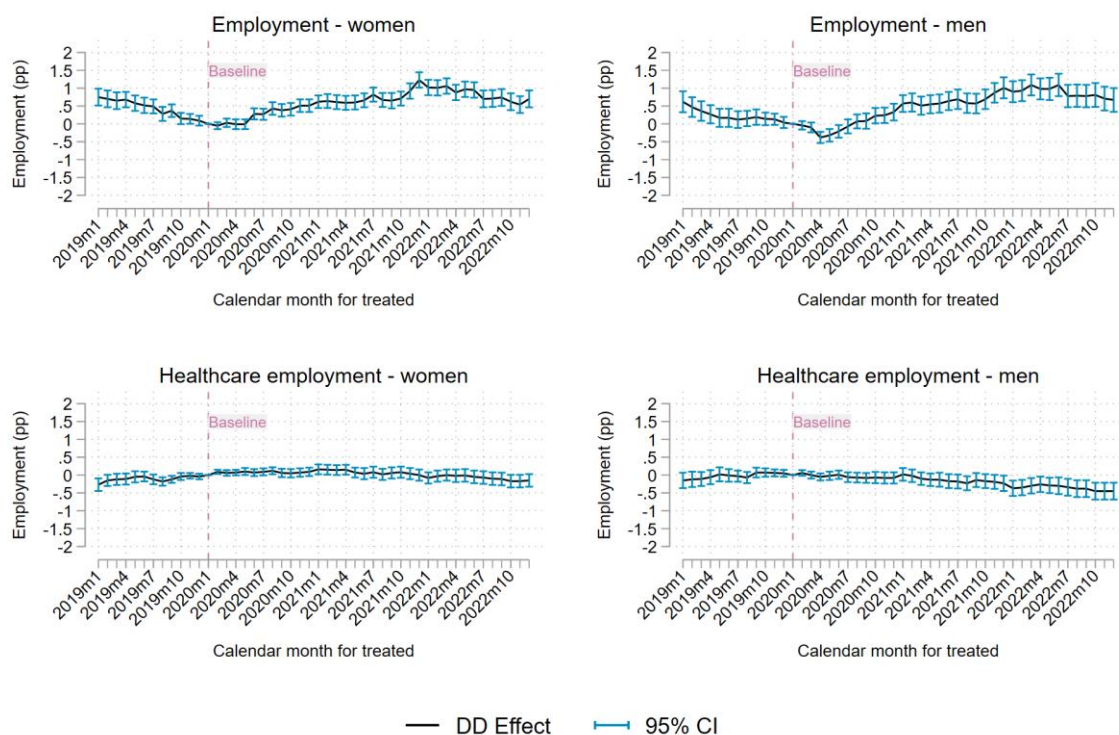 Employment - women
Employment (pp)
2
1.5
1
.5
0
-.5
-1
-1.5
-2
Baseline
2019m1
2019m4
2019m7
2019m10
2020m1
2020m4
2020m7
2020m10
2021m1
2021m4
2021m7
2021m10
2022m1
2022m4
2022m7
2022m10
Calendar month for treated
Employment - men
Employment (pp)
2
1.5
1
.5
0
-.5
-1
-1.5
-2
Baseline
2019m1
2019m4
2019m7
2019m10
2020m1
2020m4
2020m7
2020m10
2021m1
2021m4
2021m7
2021m10
2022m1
2022m4
2022m7
2022m10
Calendar month for treated
Healthcare employment - women
Employment (pp)
2
1.5
1
.5
0
-.5
-1
-1.5
-2
Baseline
2019m1
2019m4
2019m7
2019m10
2020m1
2020m4
2020m7
2020m10
2021m1
2021m4
2021m7
2021m10
2022m1
2022m4
2022m7
2022m10
Calendar month for treated
Healthcare employment - men
Employment (pp)
2
1.5
1
.5
0
-.5
-1
-1.5
-2
Baseline
2019m1
2019m4
2019m7
2019m10
2020m1
2020m4
2020m7
2020m10
2021m1
2021m4
2021m7
2021m10
2022m1
2022m4
2022m7
2022m10
Calendar month for treated
DD Effect
95% CI